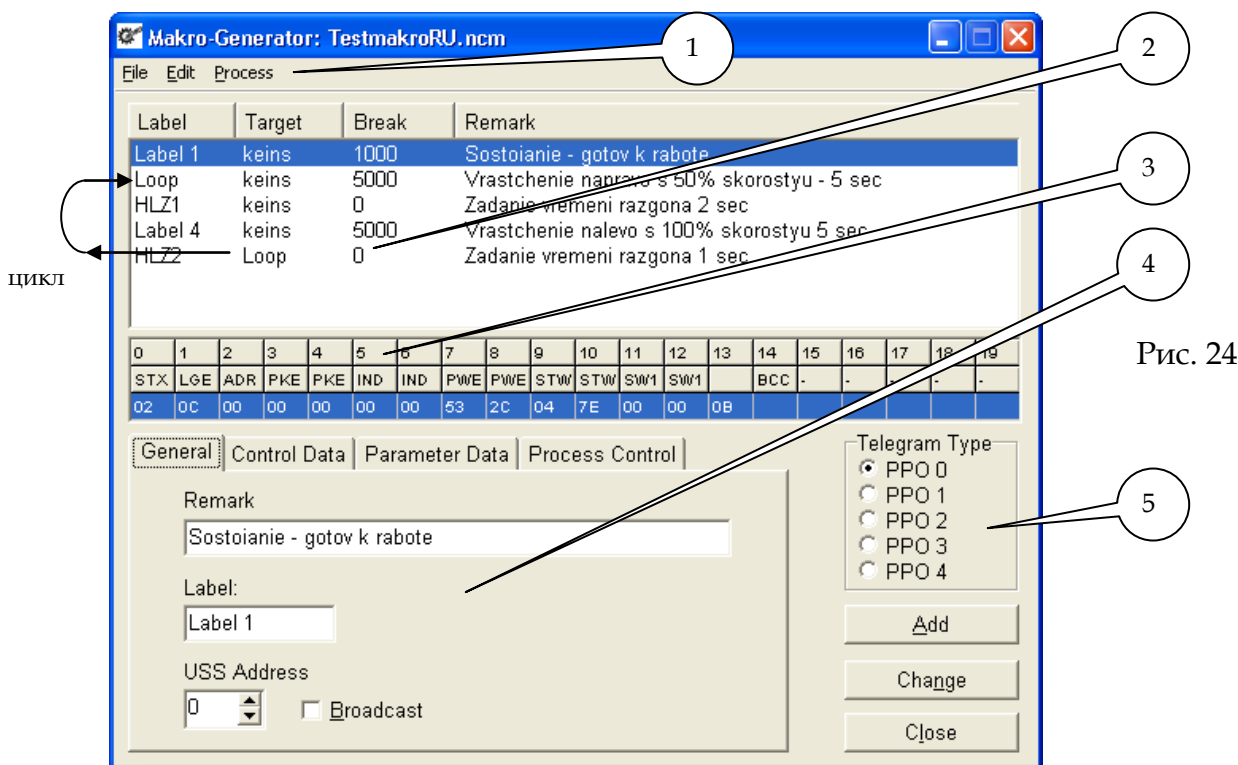 Makro-Generator: TestmakroRU.ncm
File Edit Process
Label Target Break Remark
Label 1 keins 1000 Sostoianie - gotov k rabote
Loop keins 5000 Vrastchenie napravo s 50% skorostyu - 5 sec
HLZ1 keins 0 Zadanie vremeni razgona 2 sec
Label 4 keins 5000 Vrastchenie nalevo s 100% skorostyu 5 sec
HLZ2 Loop 0 Zadanie vremeni razgona 1 sec
цикл
0 1 2 3 4 5 6 7 8 9 10 11 12 13 14 15 16 17 18 19
STX LGE ADR PKE PKE IND IND PWE PWE STW STW SW1 SW1 BCC - - - - -
02 0C 00 00 00 00 00 53 2C 04 7E 00 00 0B
General Control Data Parameter Data Process Control
Remark
Sostoianie - gotov k rabote
Label:
Label 1
USS Address
0 Broadcast
Telegram Type
PPO 0
PPO 1
PPO 2
PPO 3
PPO 4
Add
Change
Close
1
2
3
4
5
Рис. 24